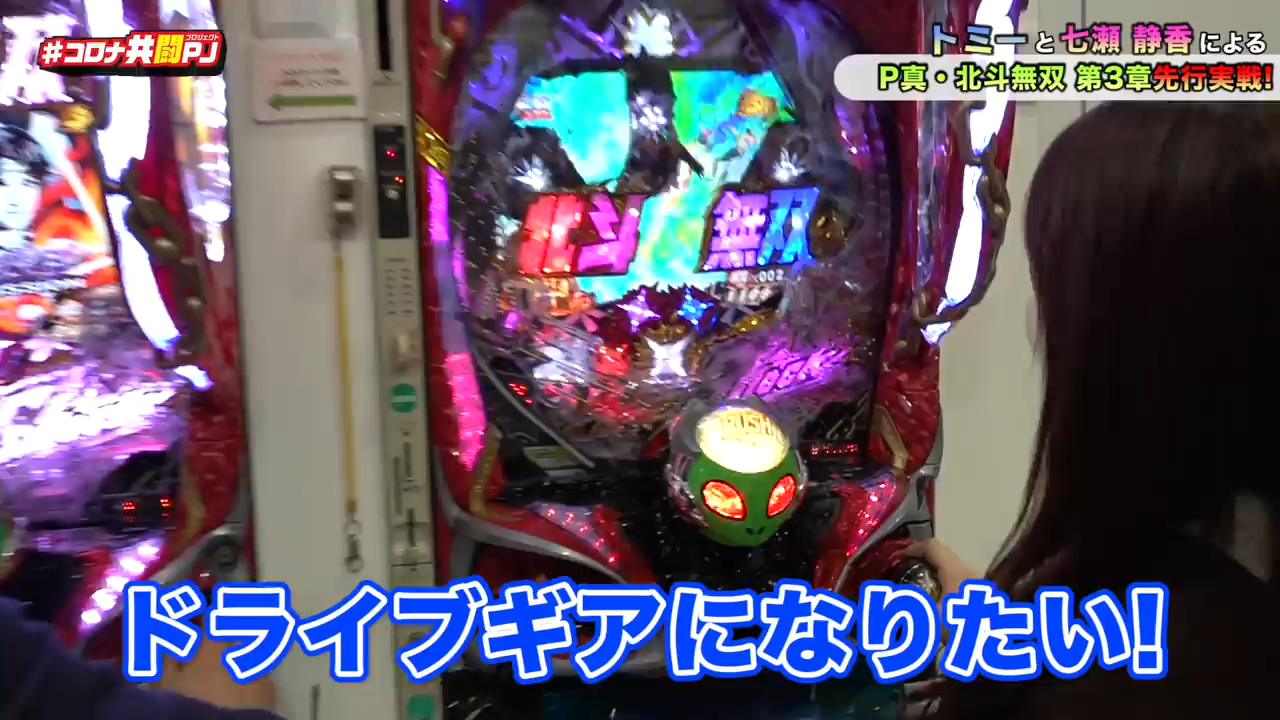 #コロナ共闘PJ
プロジェクト
トミーと七瀬 静香による
P真・北斗無双 第3章先行実戦!
北斗無双
002
RUSH
ドライブギアになりたい!